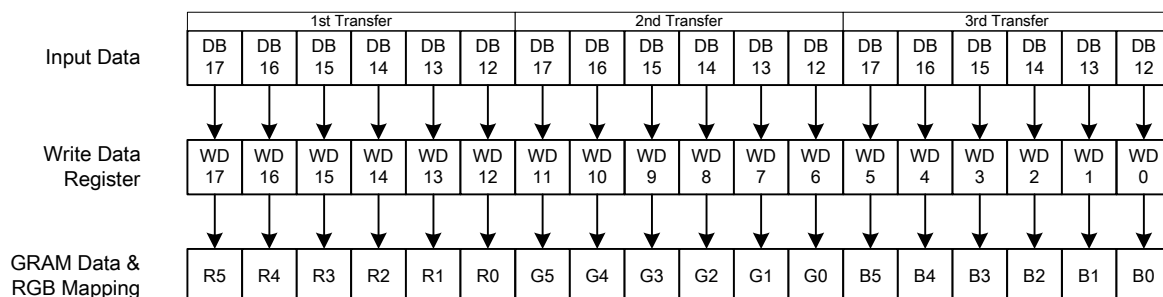 1st Transfer 2nd Transfer 3rd Transfer
Input Data DB 17 DB 16 DB 15 DB 14 DB 13 DB 12 DB 17 DB 16 DB 15 DB 14 DB 13 DB 12 DB 17 DB 16 DB 15 DB 14 DB 13 DB 12
Write Data Register WD 17 WD 16 WD 15 WD 14 WD 13 WD 12 WD 11 WD 10 WD 9 WD 8 WD 7 WD 6 WD 5 WD 4 WD 3 WD 2 WD 1 WD 0
GRAM Data & RGB Mapping R5 R4 R3 R2 R1 R0 G5 G4 G3 G2 G1 G0 B5 B4 B3 B2 B1 B0